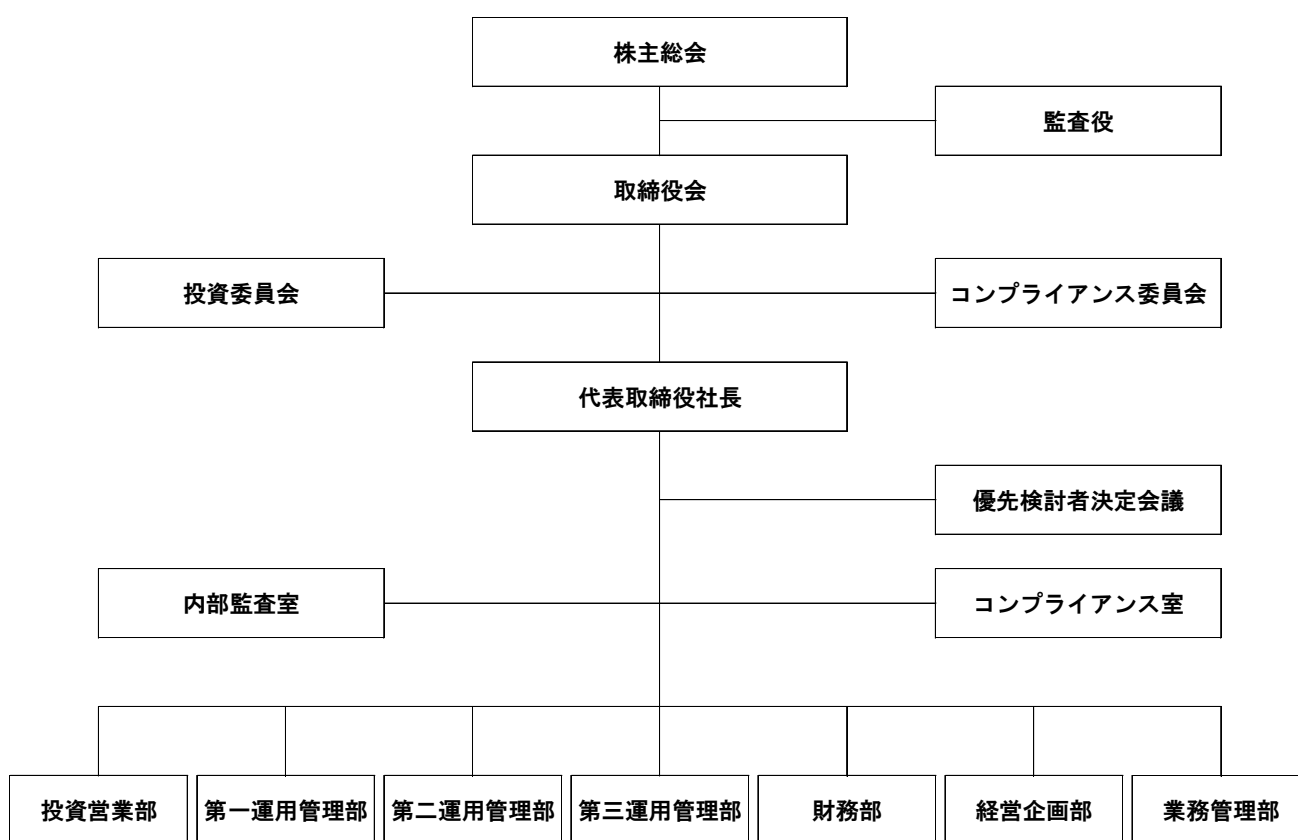 株主総会
監査役
取締役会
投資委員会
コンプライアンス委員会
代表取締役社長
優先検討者決定会議
内部監査室
コンプライアンス室
投資営業部
第一運用管理部
第二運用管理部
第三運用管理部
財務部
経営企画部
業務管理部